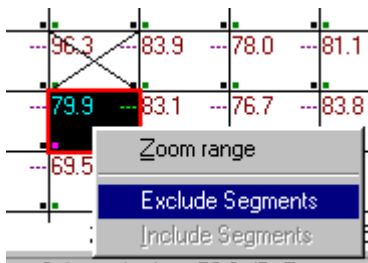 --- 96.3 --- 83.9 --- 78.0 --- 81.1
--- 79.9 --- 83.1 --- 76.7 --- 83.8
--- 69.5
Zoom range
Exclude Segments
Include Segments